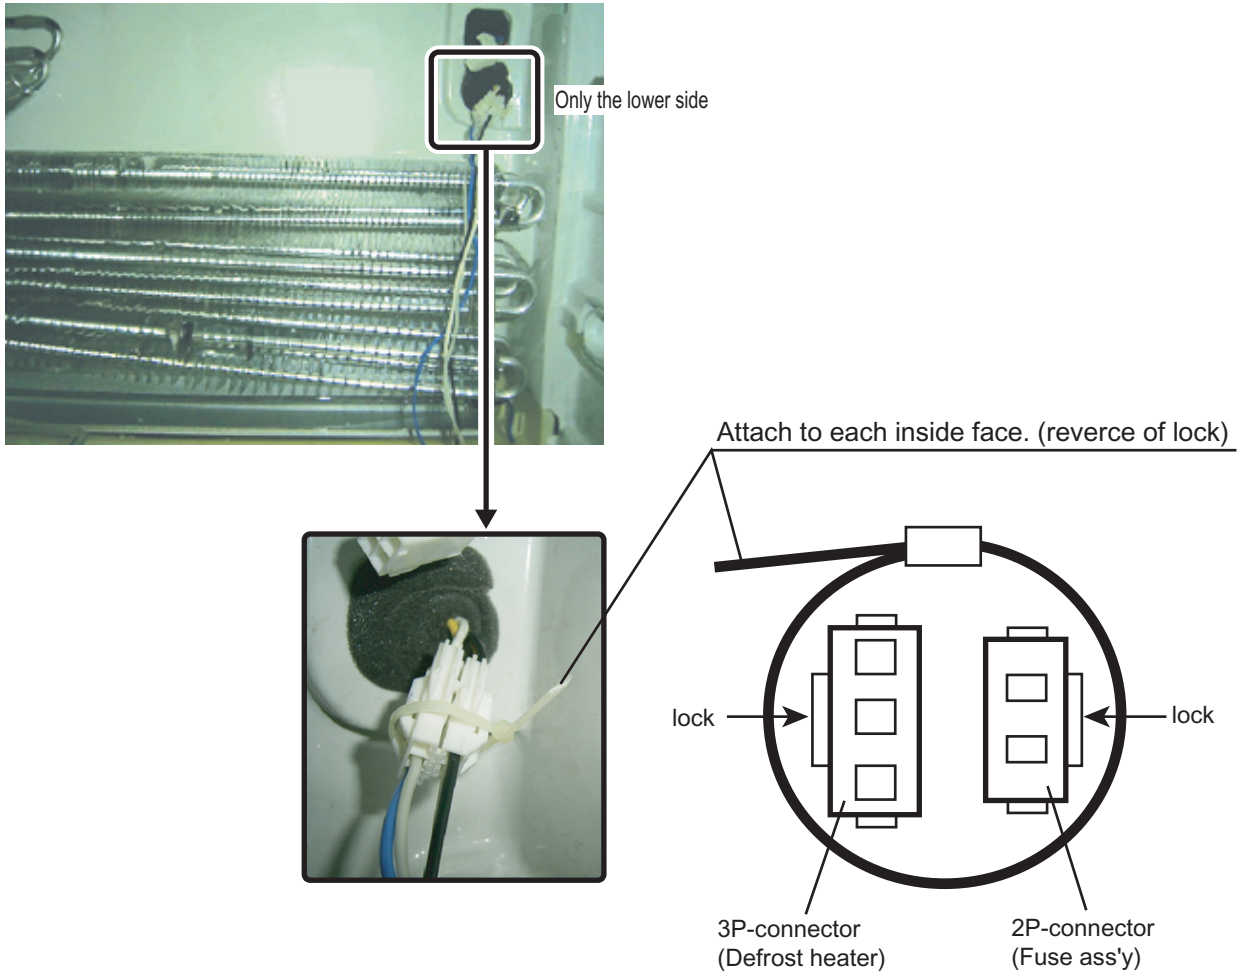 Only the lower side
Attach to each inside face. (reverce of lock)
lock
lock
3P-connector
(Defrost heater)
2P-connector
(Fuse ass'y)